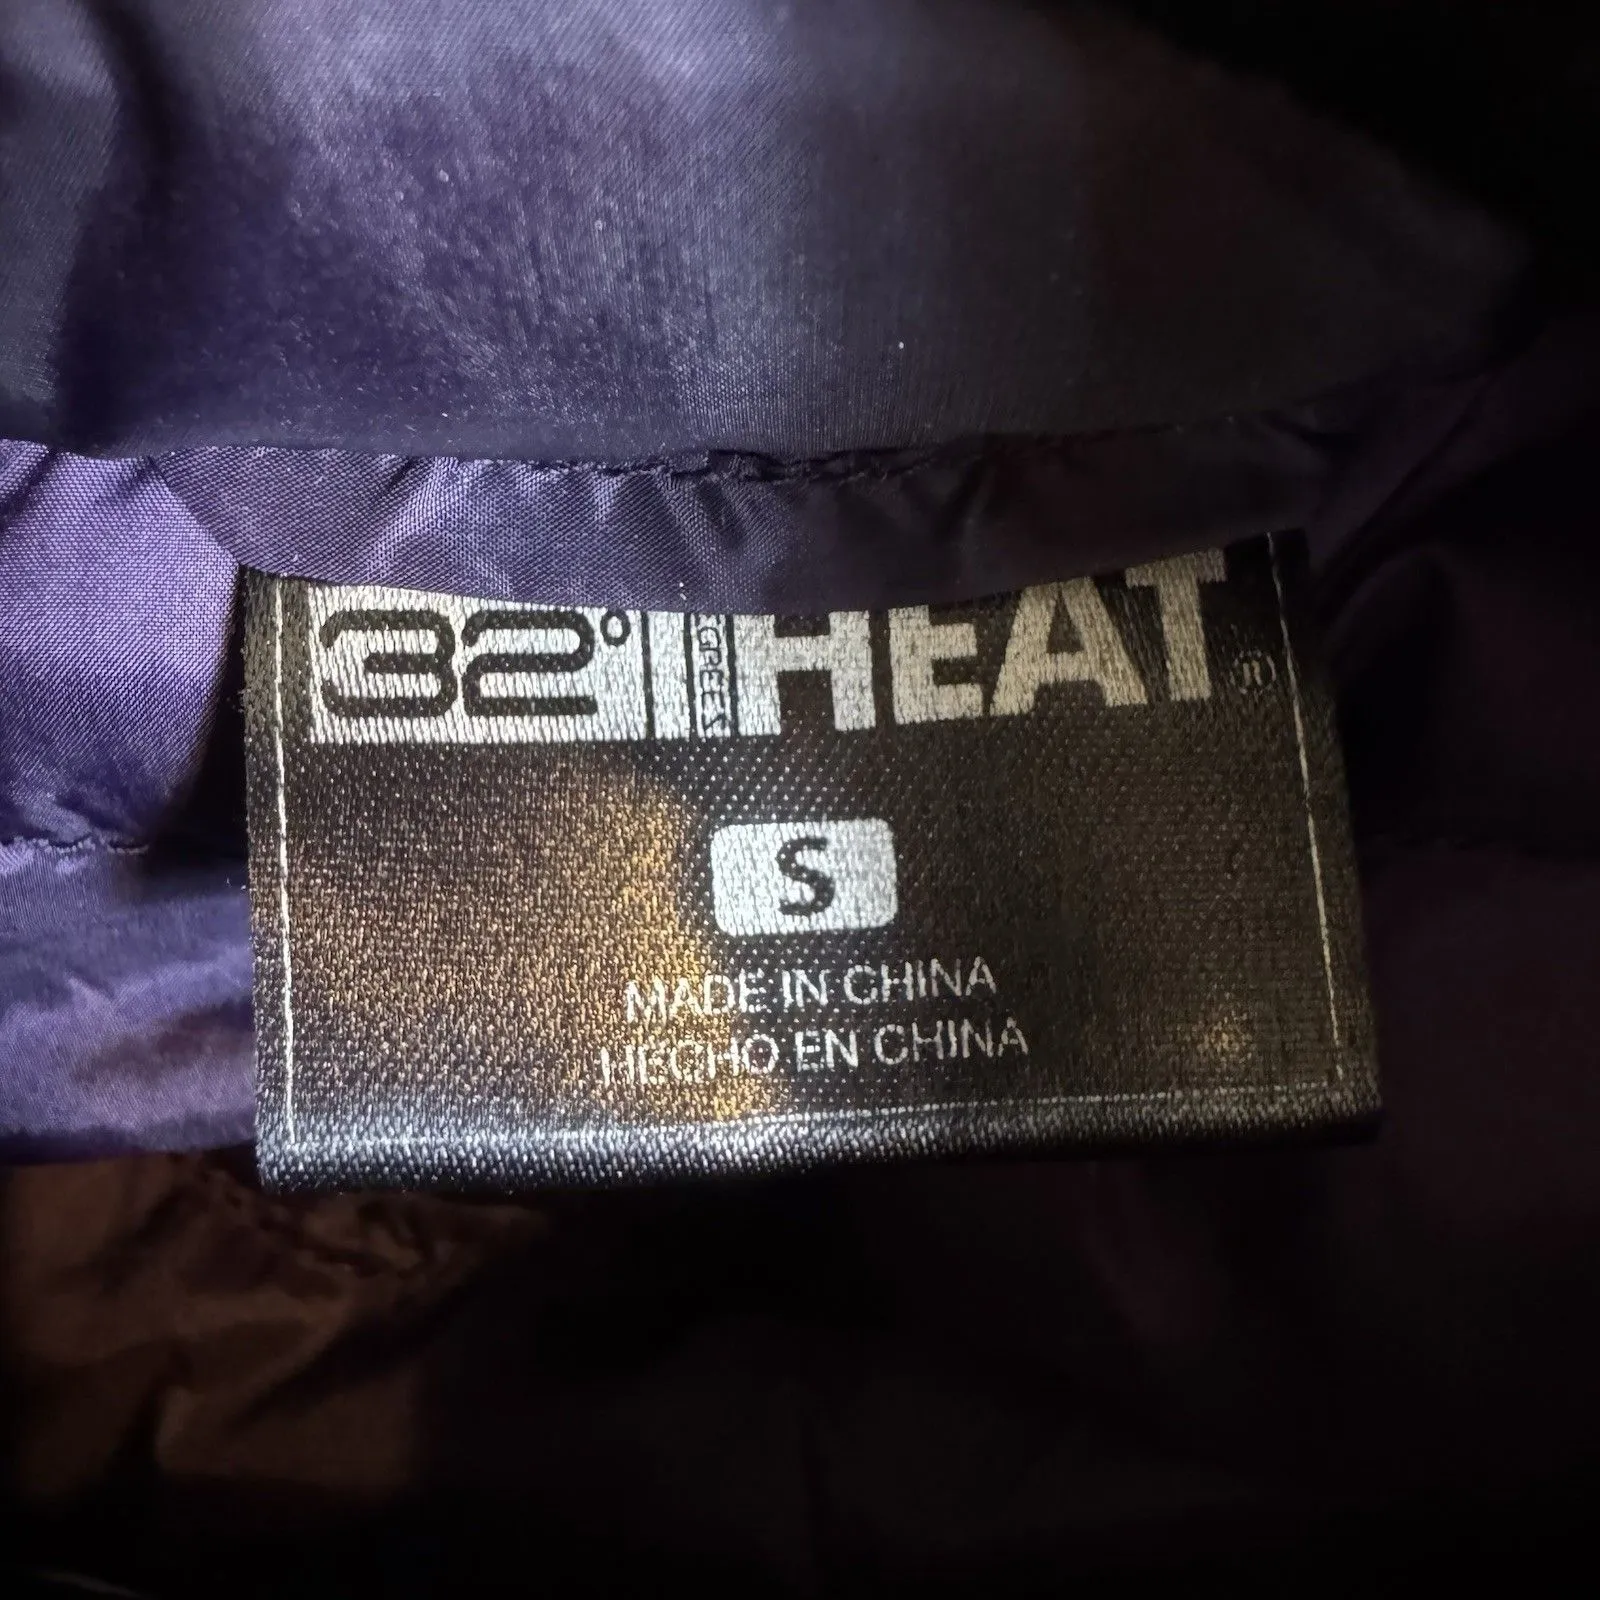 32° DEGREES HEAT®
S
MADE IN CHINA
HECHO EN CHINA